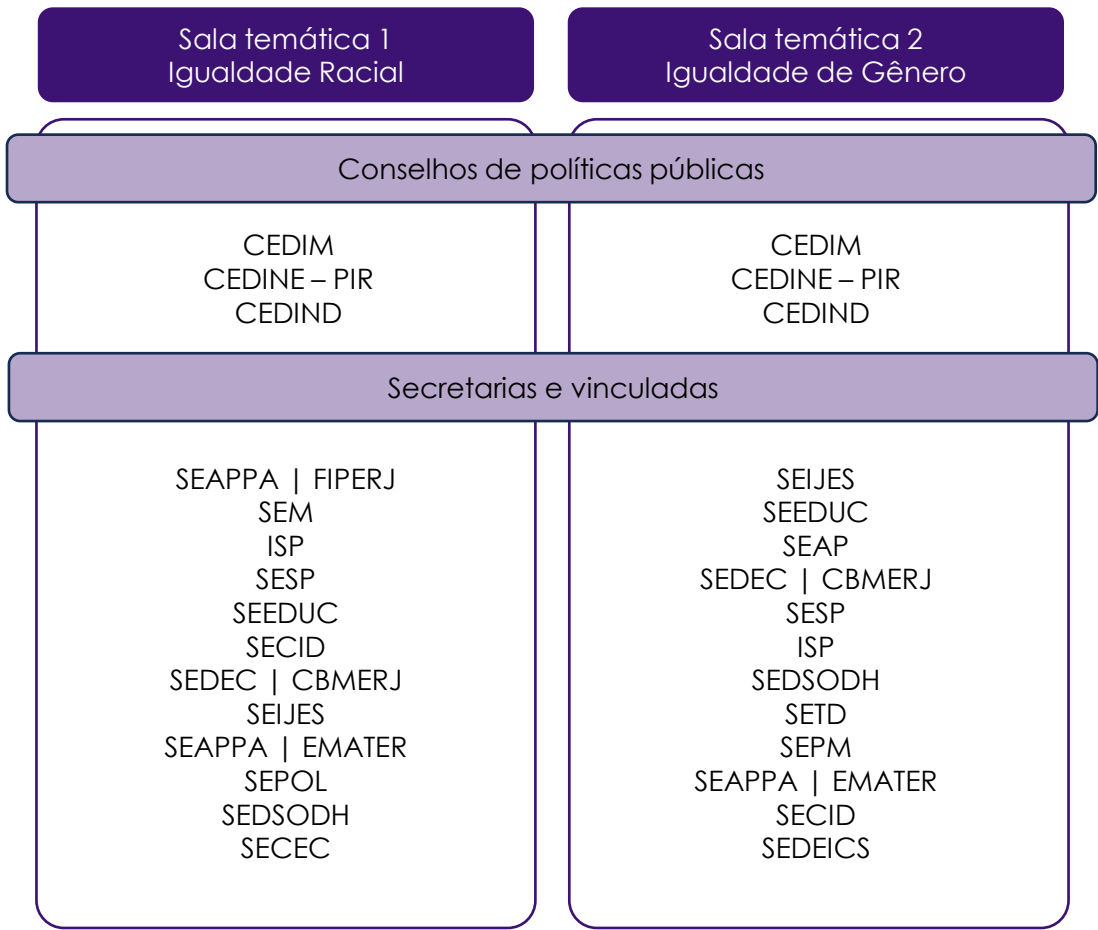 Sala temática 1
Igualdade Racial
Sala temática 2
Igualdade de Gênero
Conselhos de políticas públicas
CEDIM
CEDINE – PIR
CEDIND
CEDIM
CEDINE – PIR
CEDIND
Secretarias e vinculadas
SEAPPA | FIPERJ
SEM
ISP
SESP
SEEDUC
SECID
SEDEC | CBMERJ
SEIJES
SEAPPA | EMATER
SEPOL
SEDSODH
SECEC
SEIJES
SEEDUC
SEAP
SEDEC | CBMERJ
SESP
ISP
SEDSODH
SETD
SEPM
SEAPPA | EMATER
SECID
SEDEICS